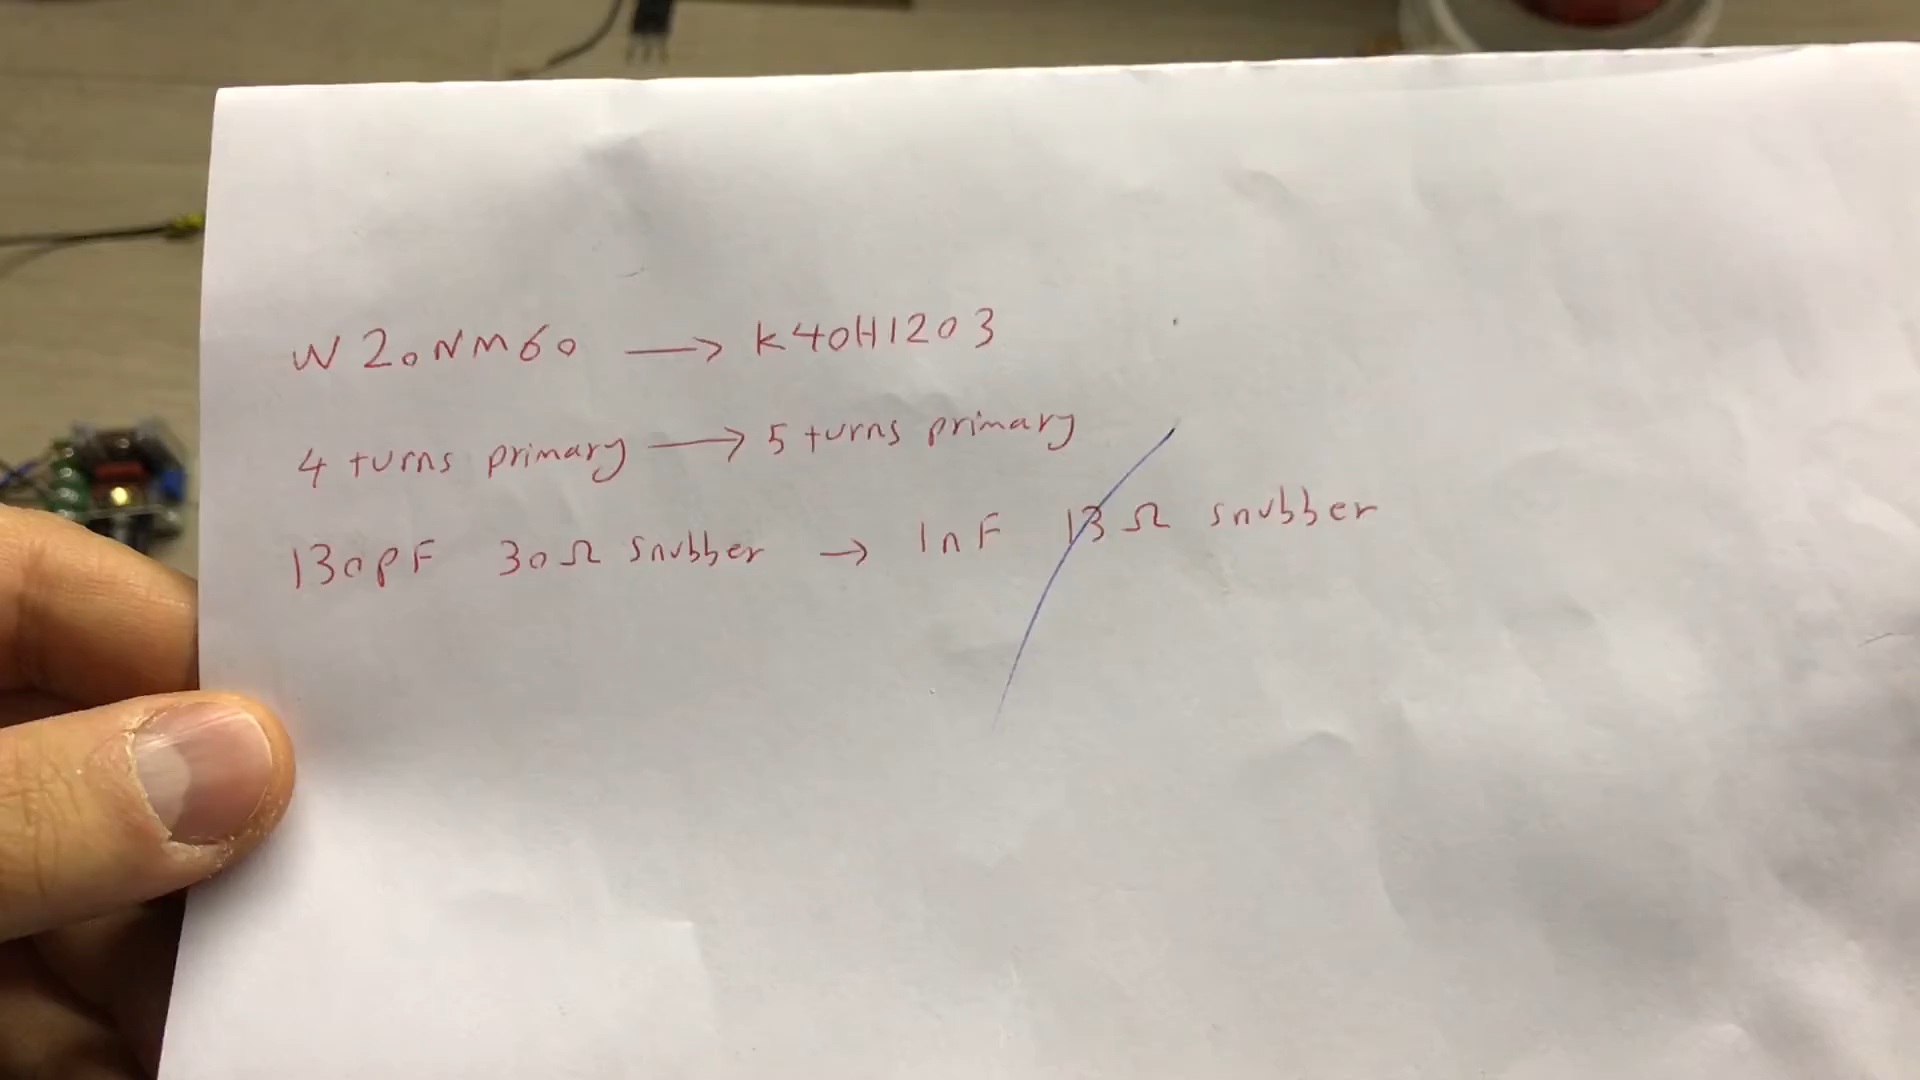 W20NM60 → K40H1203
4 turns primary → 5 turns primary
130pF 30Ω snubber → 1nF 13Ω snubber